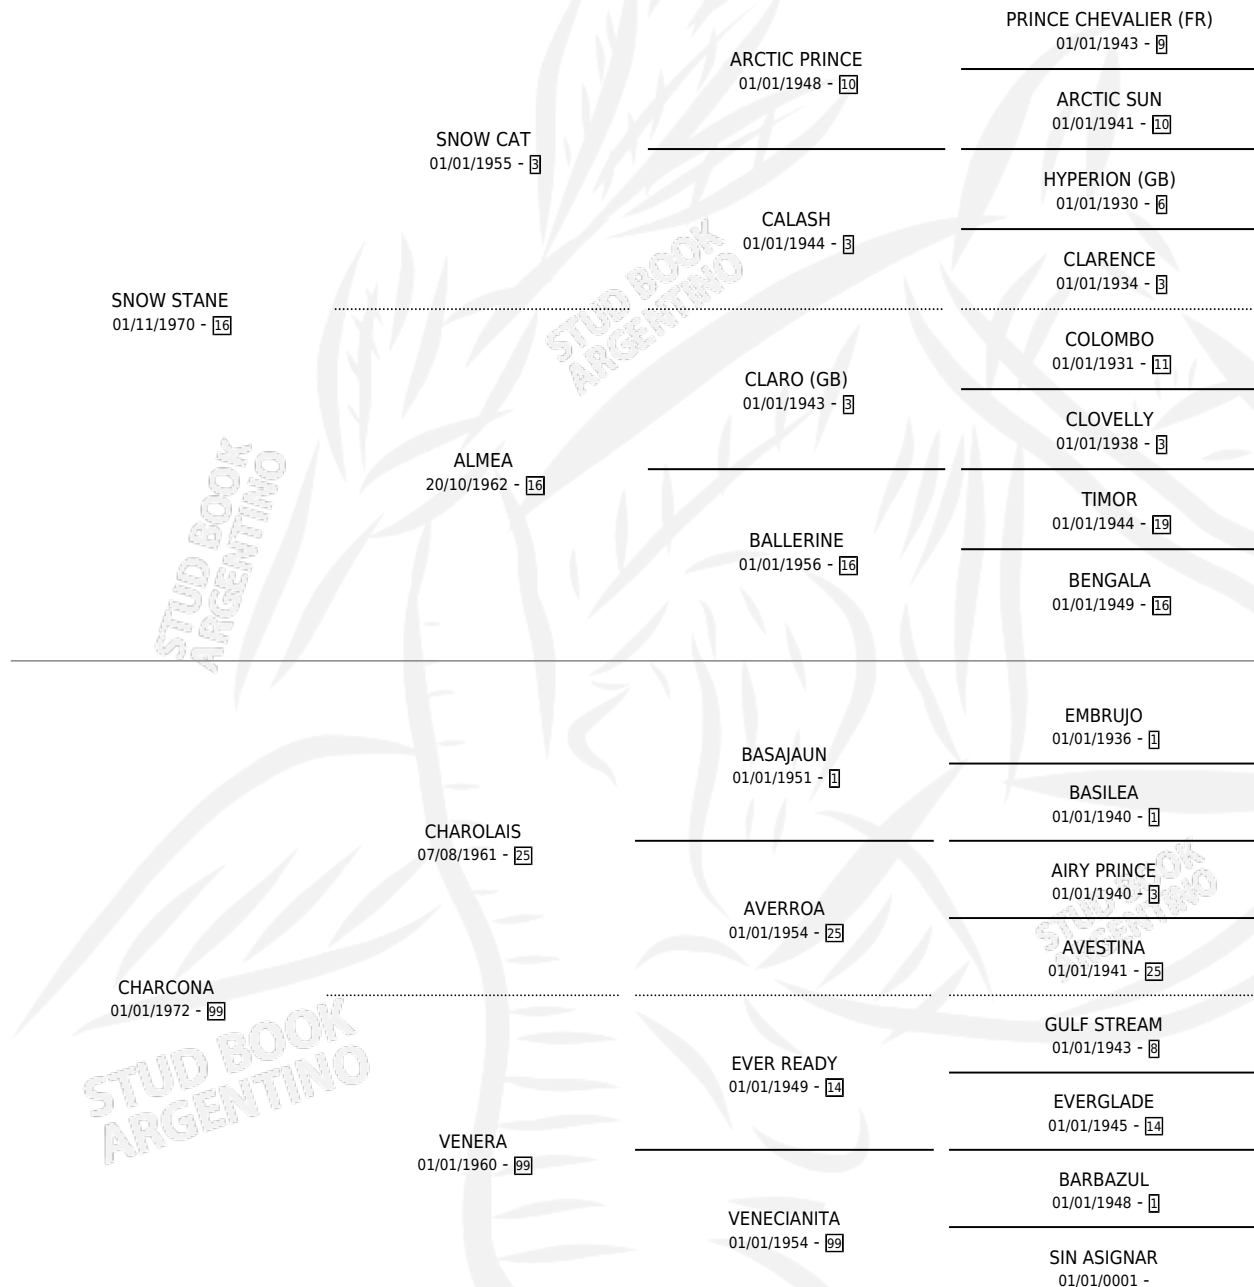 PRINCE CHEVALIER (FR)
01/01/1943 - 9
ARCTIC PRINCE
01/01/1948 - 10
ARCTIC SUN
01/01/1941 - 10
SNOW CAT
01/01/1955 - 3
HYPERION (GB)
01/01/1930 - 6
CALASH
01/01/1944 - 3
CLARENCE
01/01/1934 - 3
SNOW STANE
01/11/1970 - 16
COLOMBO
01/01/1931 - 11
CLARO (GB)
01/01/1943 - 3
CLOVELLY
01/01/1938 - 3
ALMEA
20/10/1962 - 16
TIMOR
01/01/1944 - 19
BALLERINE
01/01/1956 - 16
BENGALA
01/01/1949 - 16
EMBRUJO
01/01/1936 - 1
BASAJAUN
01/01/1951 - 1
BASILEA
01/01/1940 - 1
CHAROLAIS
07/08/1961 - 25
AIRY PRINCE
01/01/1940 - 3
AVERROA
01/01/1954 - 25
AVESTINA
01/01/1941 - 25
CHARCONA
01/01/1972 - 99
GULF STREAM
01/01/1943 - 8
EVER READY
01/01/1949 - 14
EVERGLADE
01/01/1945 - 14
VENERA
01/01/1960 - 99
BARBAZUL
01/01/1948 - 1
VENECIANITA
01/01/1954 - 99
SIN ASIGNAR
01/01/0001 -
STUD BOOK
ARGENTINO
STUD BOOK
ARGENTINO
STUD BOOK
ARGENTINO
STUD BOOK
ARGENTINO